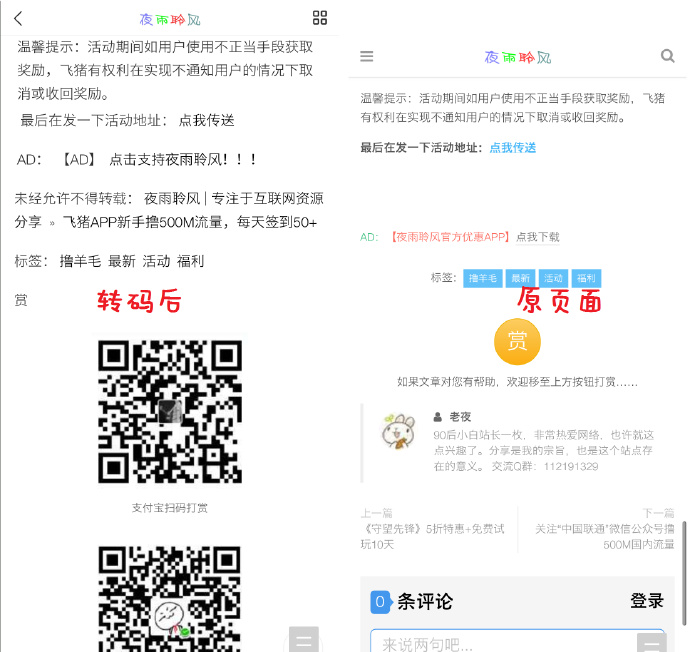 夜雨聆风
温馨提示：活动期间如用户使用不正当手段获取
奖励，飞猪有权利在实现不通知用户的情况下取
消或收回奖励。
最后在发一下活动地址： 点我传送
AD： 【AD】 点击支持夜雨聆风！！！
未经允许不得转载： 夜雨聆风 | 专注于互联网资源
分享 » 飞猪APP新手撸500M流量，每天签到50+
标签： 撸羊毛 最新 活动 福利
赏
转码后
支付宝扫码打赏
夜雨聆风
温馨提示：活动期间如用户使用不正当手段获取奖励，飞猪
有权利在实现不通知用户的情况下取消或收回奖励。
最后在发一下活动地址：点我传送
AD： 【夜雨聆风官方优惠APP】点我下载
标签： 撸羊毛 最新 活动 福利
原页面
赏
如果文章对您有帮助，欢迎移至上方按钮打赏……
老夜
90后小白站长一枚，非常热爱网络，也许就这
点兴趣了。分享是我的宗旨，也是这个站点存
在的意义。 交流Q群：112191329
上一篇
《守望先锋》5折特惠+免费试
玩10天
下一篇
关注“中国联通”微信公众号撸
500M国内流量
0 条评论 登录
来说两句吧...